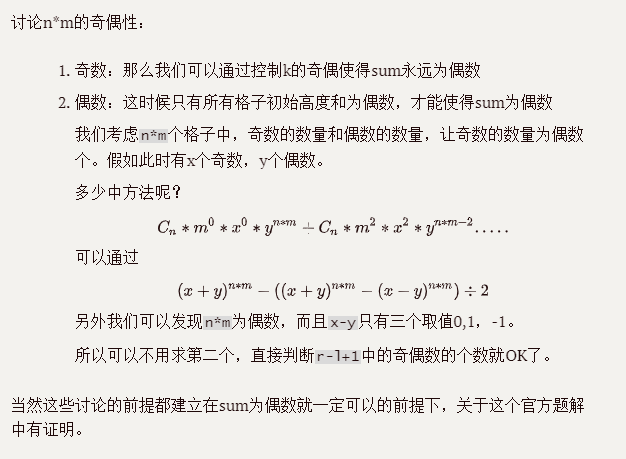 讨论n*m的奇偶性：
1. 奇数：那么我们可以通过控制k的奇偶使得sum永远为偶数
2. 偶数：这时候只有所有格子初始高度和为偶数，才能使得sum为偶数
我们考虑n*m个格子中，奇数的数量和偶数的数量，让奇数的数量为偶数
个。假如此时有x个奇数，y个偶数。
多少中方法呢？
C_n * m^0 * x^0 * y^{n*m} + C_n * m^2 * x^2 * y^{n*m-2}.....
可以通过
(x + y)^{n*m} − ((x + y)^{n*m} − (x − y)^{n*m}) ÷ 2
另外我们可以发现n*m为偶数，而且x-y只有三个取值0,1，-1。
所以可以不用求第二个，直接判断r-l+1中的奇偶数的个数就OK了。
当然这些讨论的前提都建立在sum为偶数就一定可以的前提下，关于这个官方题解
中有证明。